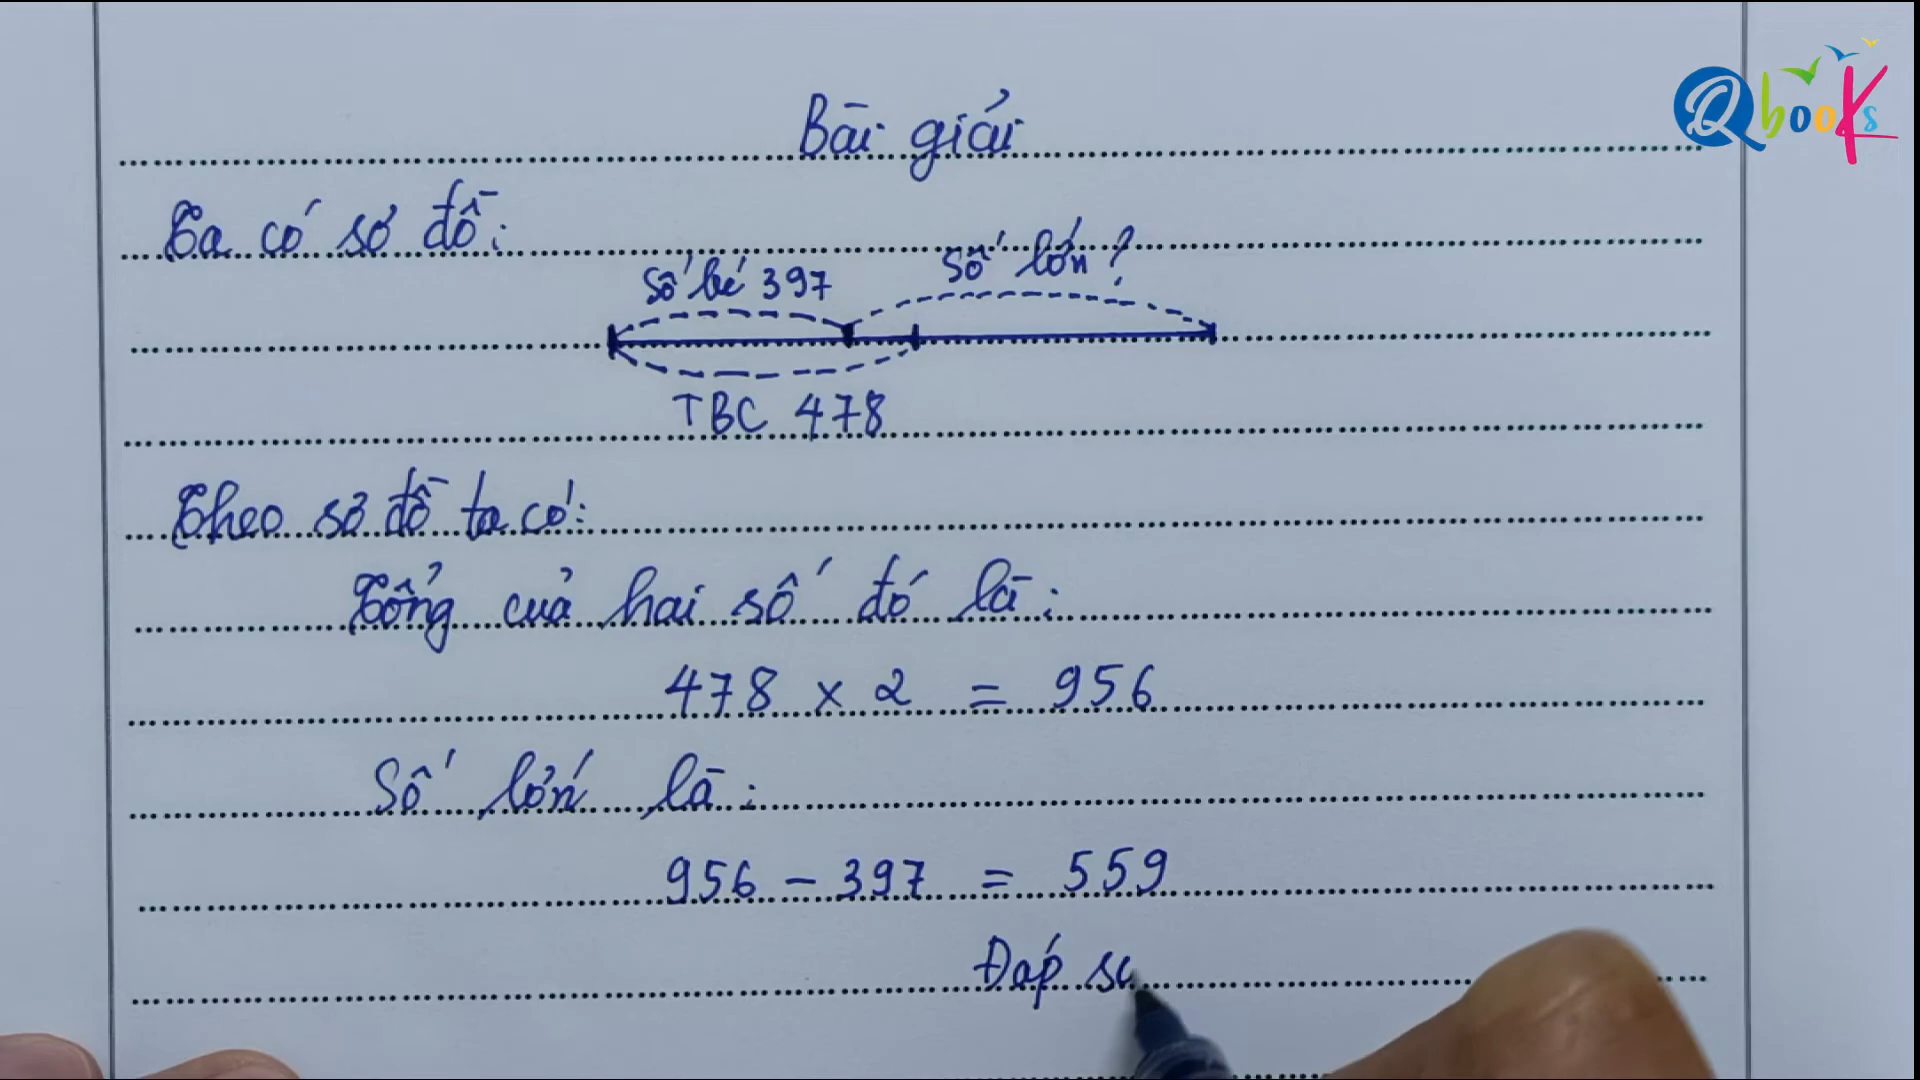 Qbooks
Bài giải
Ta có sơ đồ:
Số bé 397 Số lớn?
TBC 478
Theo sơ đồ ta có:
Tổng của hai số đó là:
478 x 2 = 956
Số lớn là:
956 - 397 = 559
Đáp số